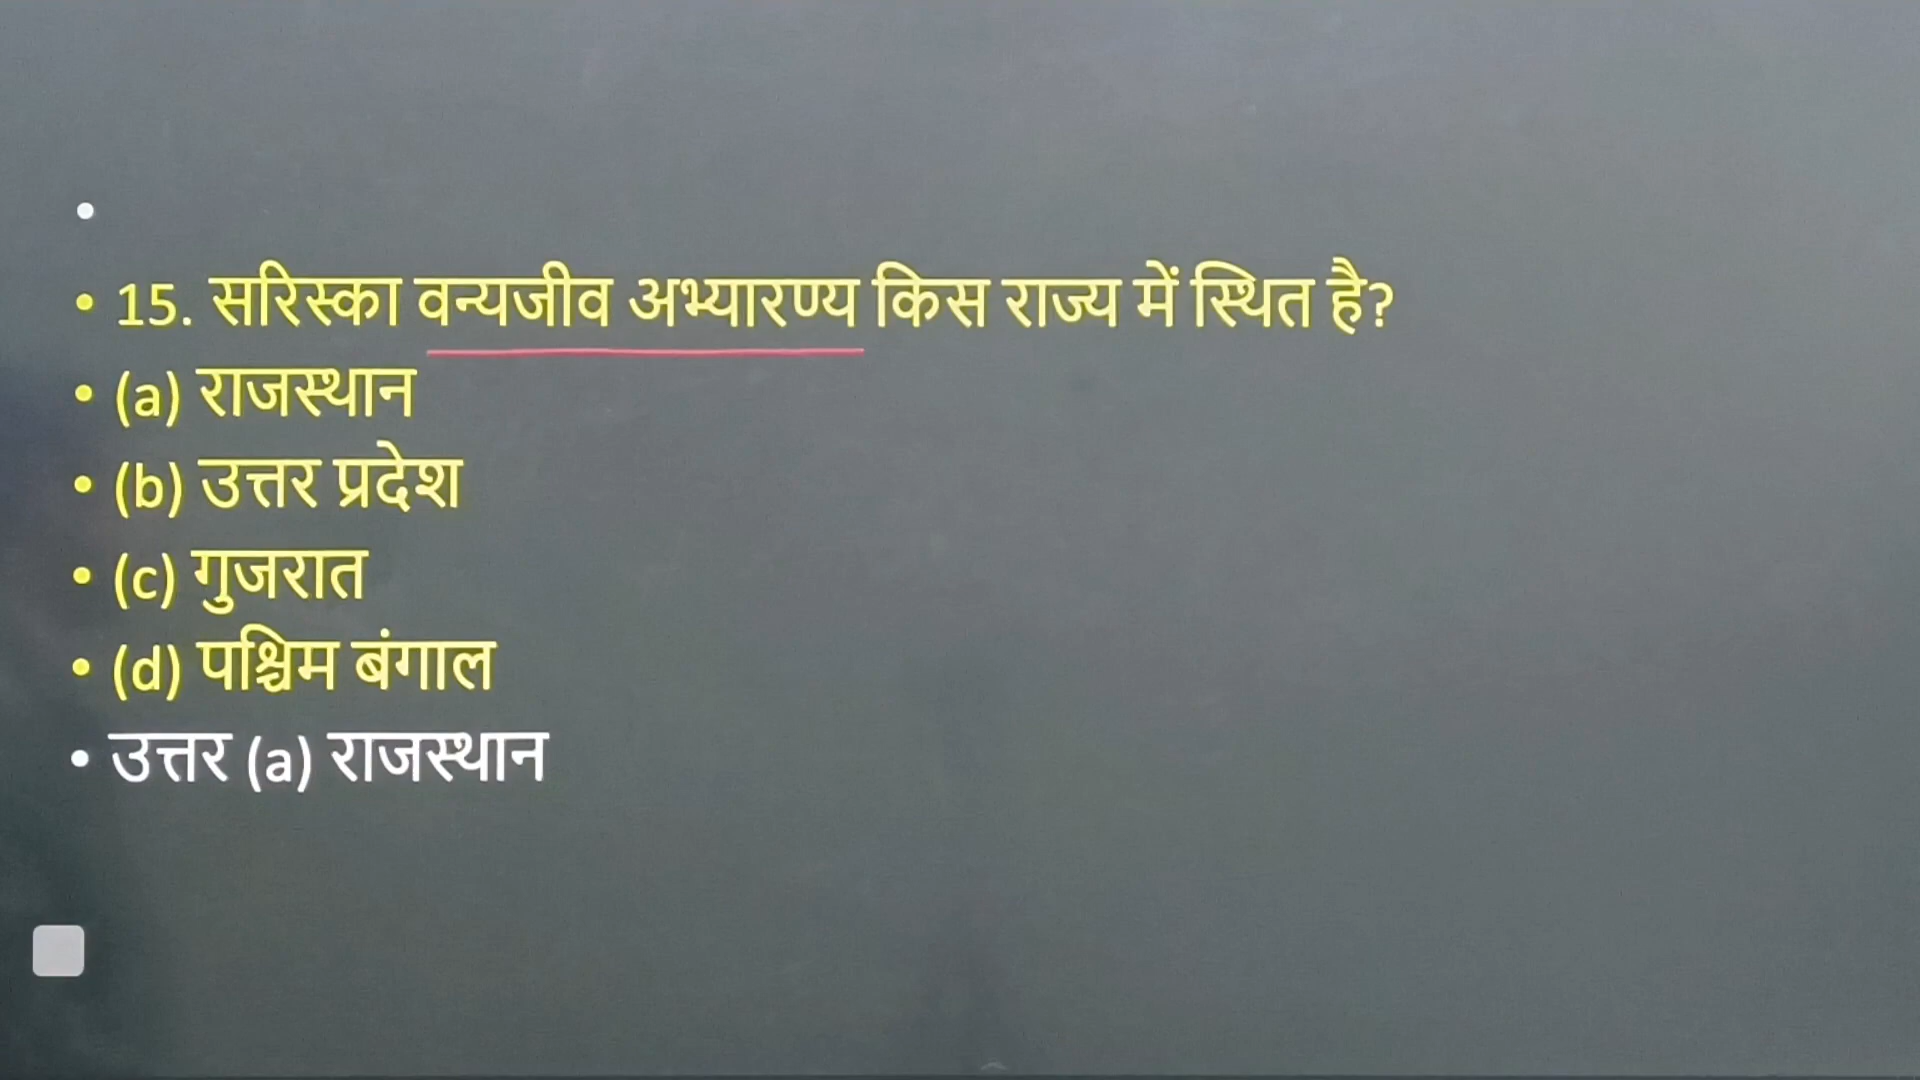 • 15. सरिस्का वन्यजीव अभ्यारण्य किस राज्य में स्थित है?
• (a) राजस्थान
• (b) उत्तर प्रदेश
• (c) गुजरात
• (d) पश्चिम बंगाल
• उत्तर (a) राजस्थान